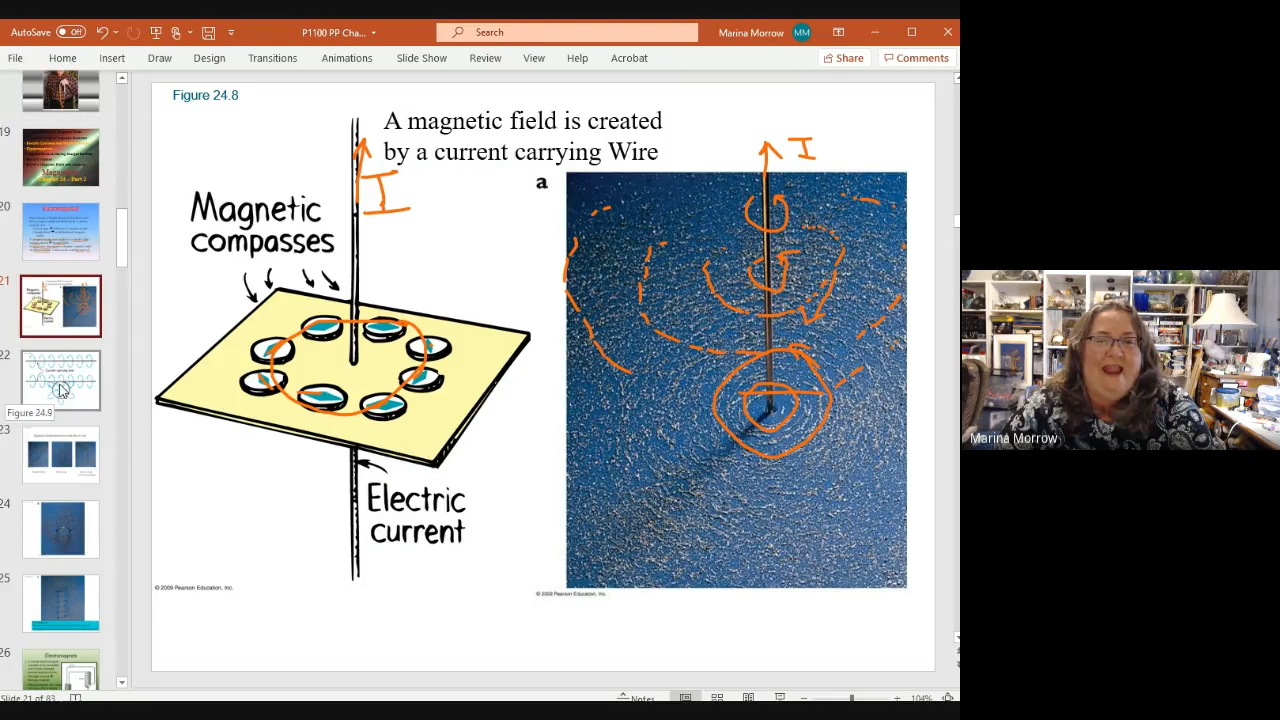 AutoSave Off
P1100 PP Cha...
Search
Marina Morrow MM
File Home Insert Draw Design Transitions Animations Slide Show Review View Help Acrobat
Share Comments
19
20
21
22
23
24
25
26
Figure 24.9
Figure 24.8
A magnetic field is created
by a current carrying Wire
a
I
I
Magnetic
compasses
Electric
current
© 2009 Pearson Education, Inc.
© 2009 Pearson Education, Inc.
Marina Morrow
Slide 21 of 83
Notes
104%